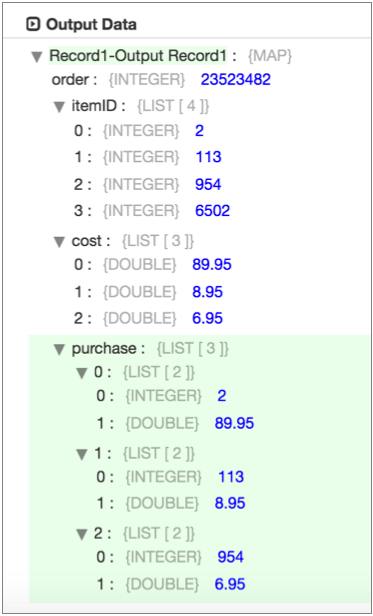 Output Data
Record1-Output Record1 : {MAP}
order : {INTEGER} 23523482
itemID : {LIST [ 4 ]}
0 : {INTEGER} 2
1 : {INTEGER} 113
2 : {INTEGER} 954
3 : {INTEGER} 6502
cost : {LIST [ 3 ]}
0 : {DOUBLE} 89.95
1 : {DOUBLE} 8.95
2 : {DOUBLE} 6.95
purchase : {LIST [ 3 ]}
0 : {LIST [ 2 ]}
0 : {INTEGER} 2
1 : {DOUBLE} 89.95
1 : {LIST [ 2 ]}
0 : {INTEGER} 113
1 : {DOUBLE} 8.95
2 : {LIST [ 2 ]}
0 : {INTEGER} 954
1 : {DOUBLE} 6.95